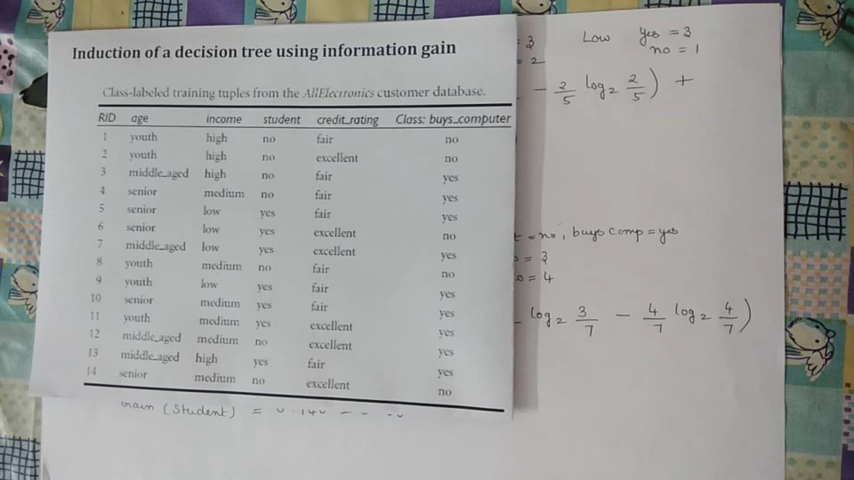 Induction of a decision tree using information gain
Class-labeled training tuples from the AllElectronics customer database.
RID age income student credit_rating Class: buys_computer
1 youth high no fair no
2 youth high no excellent no
3 middle_aged high no fair yes
4 senior medium no fair yes
5 senior low yes fair yes
6 senior low yes excellent no
7 middle_aged low yes excellent yes
8 youth medium no fair no
9 youth low yes fair yes
10 senior medium yes fair yes
11 youth medium yes excellent yes
12 middle_aged medium no excellent yes
13 middle_aged high yes fair yes
14 senior medium no excellent no
= 3 Low yes = 3
= 2 no = 1
- 2/5 log2 2/5 ) +
= no, buys comp = yes
= 3
= 4
log2 3/7 - 4/7 log2 4/7 )
(Student) =